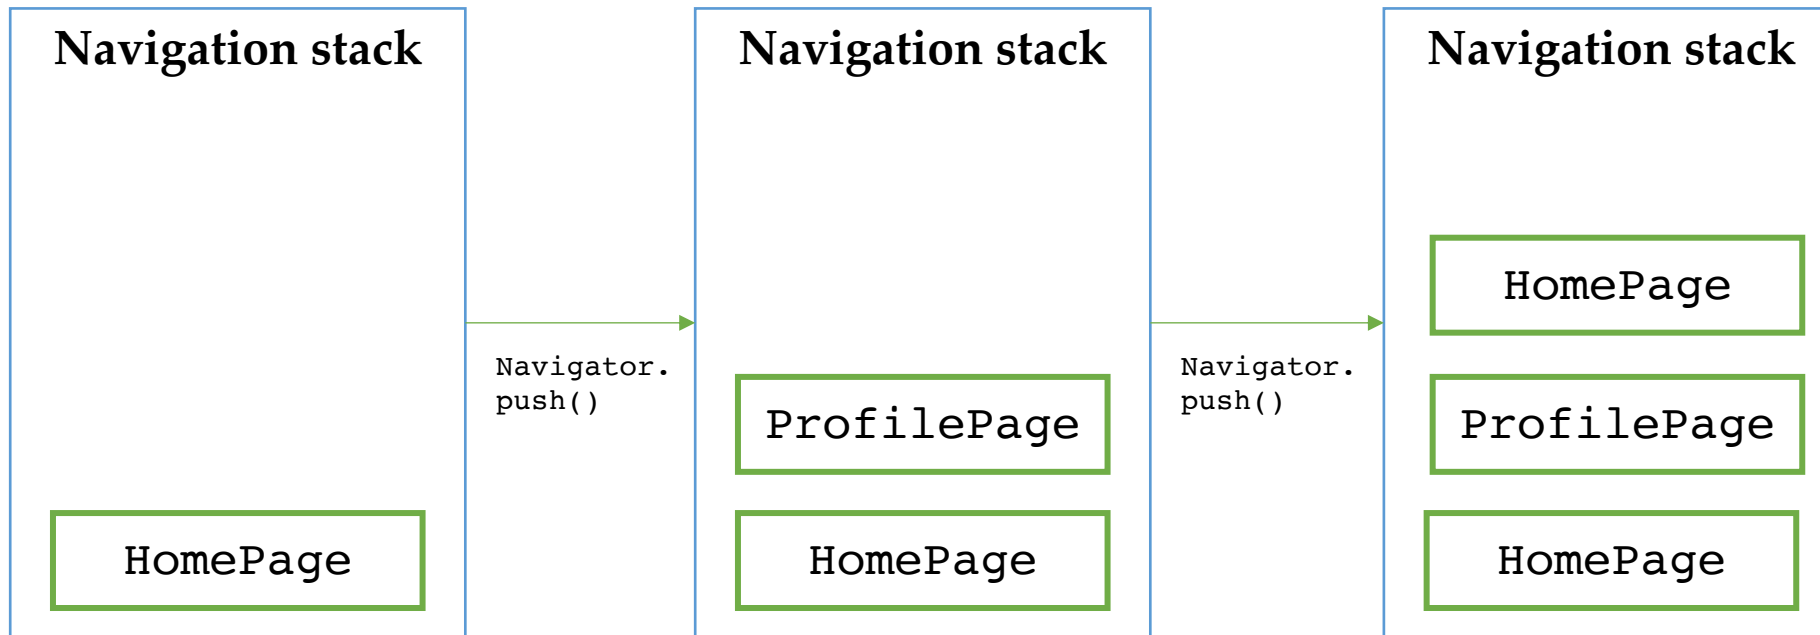 Navigation stack
HomePage
Navigator.
push()
Navigation stack
ProfilePage
HomePage
Navigator.
push()
Navigation stack
HomePage
ProfilePage
HomePage